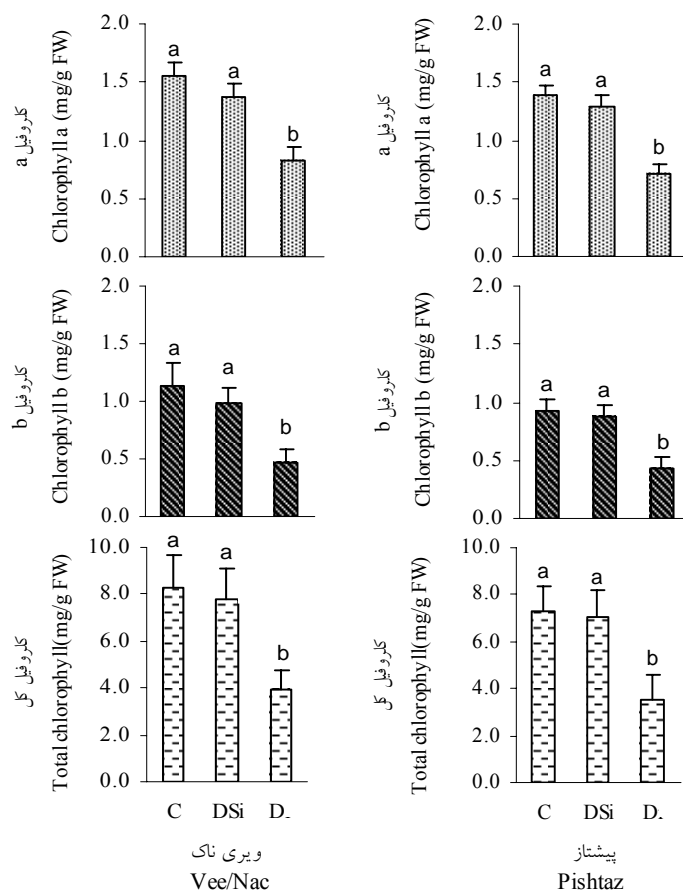 2.0
1.5
1.0
0.5
0.0
a
a
b
کلروفیل a
Chlorophyll a (mg/g FW)
2.0
1.5
1.0
0.5
0.0
a
a
b
کلروفیل a
Chlorophyll a (mg/g FW)
2.0
1.5
1.0
0.5
0.0
a
a
b
کلروفیل b
Chlorophyll b (mg/g FW)
2.0
1.5
1.0
0.5
0.0
a
a
b
کلروفیل b
Chlorophyll b (mg/g FW)
10.0
8.0
6.0
4.0
2.0
0.0
a
a
b
کلروفیل کل
Total chlorophyll(mg/g FW)
C DSi D-
ویری ناک
Vee/Nac
10.0
8.0
6.0
4.0
2.0
0.0
a
a
b
کلروفیل کل
Total chlorophyll(mg/g FW)
C DSi D-
پیشتاز
Pishtaz